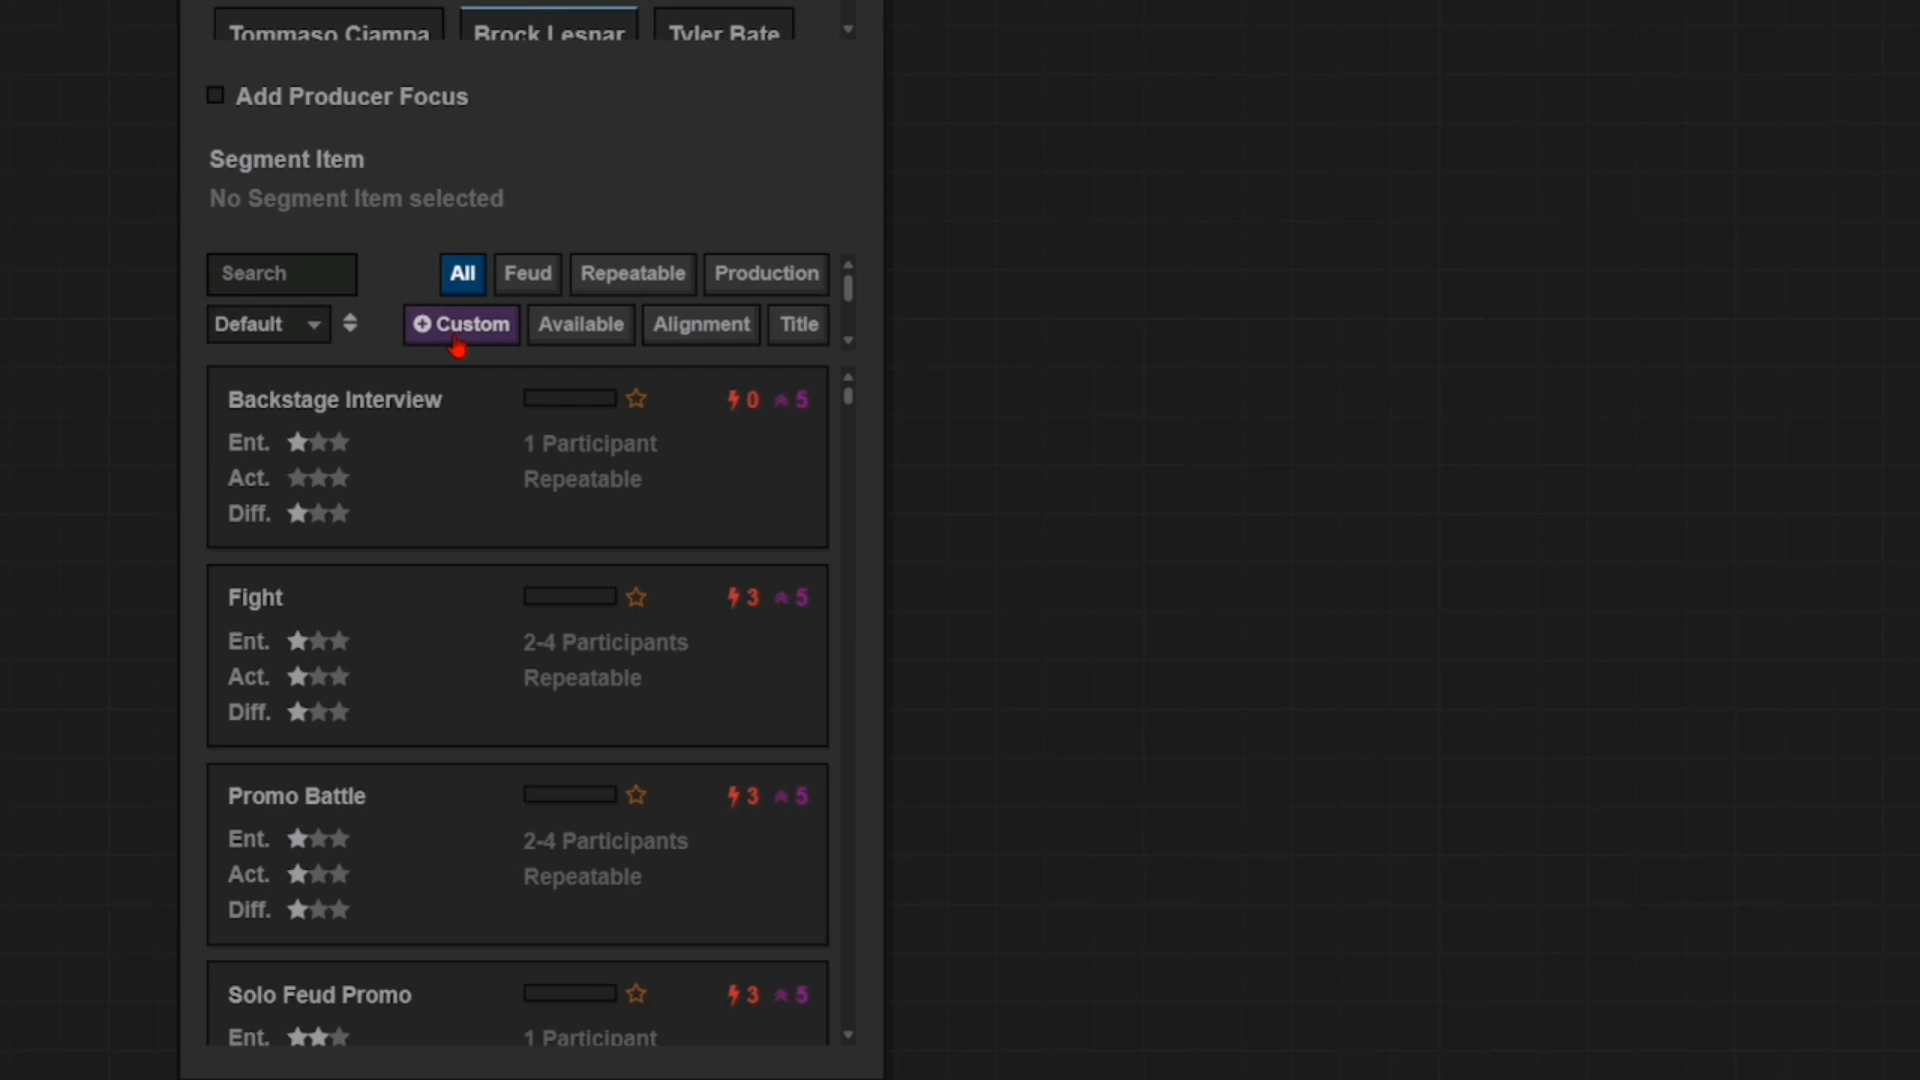 Tommaso Ciampa Brock Lesnar Tyler Bate
Add Producer Focus
Segment Item
No Segment Item selected
Search All Feud Repeatable Production
Default Custom Available Alignment Title
Backstage Interview 0 5
Ent. 1 Participant
Act. Repeatable
Diff.
Fight 3 5
Ent. 2-4 Participants
Act. Repeatable
Diff.
Promo Battle 3 5
Ent. 2-4 Participants
Act. Repeatable
Diff.
Solo Feud Promo 3 5
Ent. 1 Participant